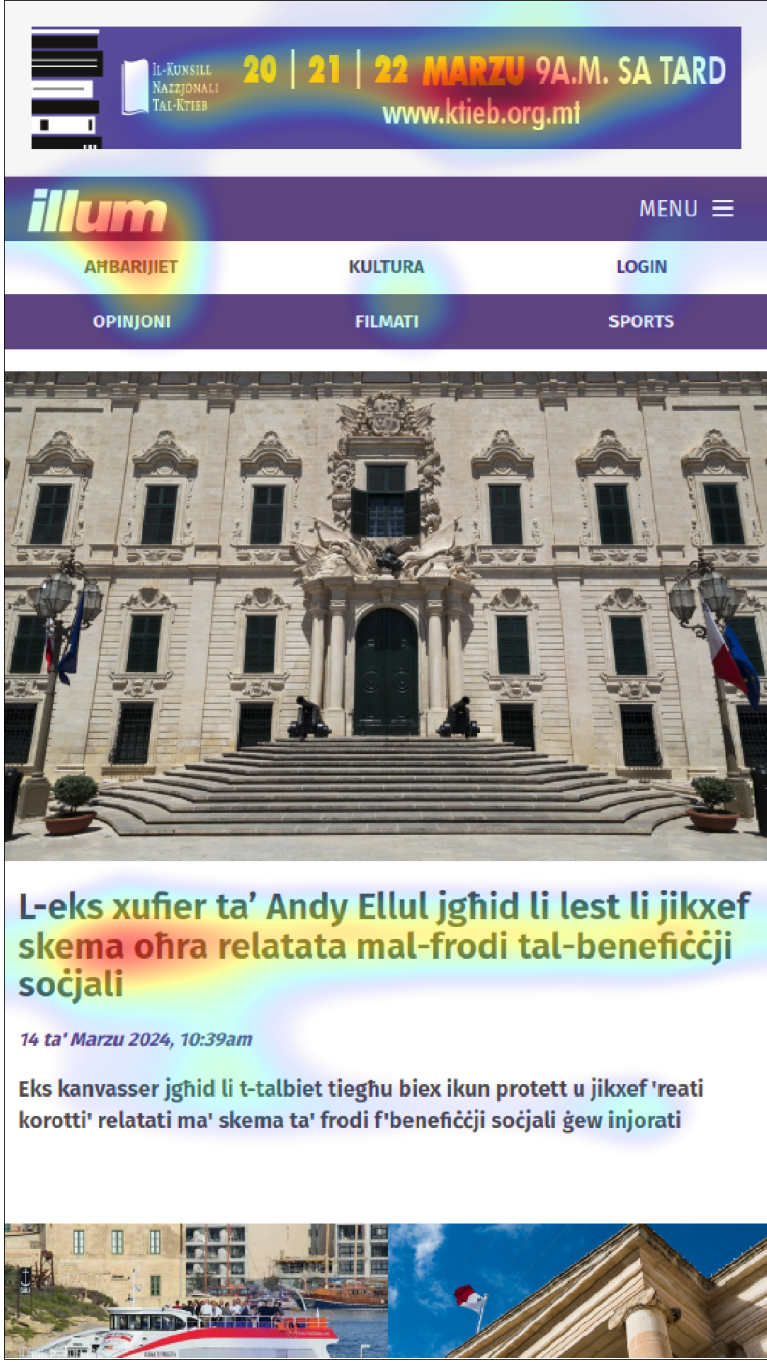 IL-KUNSILL
NAZZJONALI
TAL-KTIEB
20 | 21 | 22 MARZU 9A.M. SA TARD
www.ktieb.org.mt
illum
MENU
AĦBARIJIET KULTURA LOGIN
OPINJONI FILMATI SPORTS
L-eks xufier ta’ Andy Ellul jgħid li lest li jikxef
skema oħra relatata mal-frodi tal-benefiċċji
soċjali
14 ta' Marzu 2024, 10:39am
Eks kanvasser jgħid li t-talbiet tiegħu biex ikun protett u jikxef 'reati
korotti' relatati ma' skema ta' frodi f'benefiċċji soċjali ġew injorati